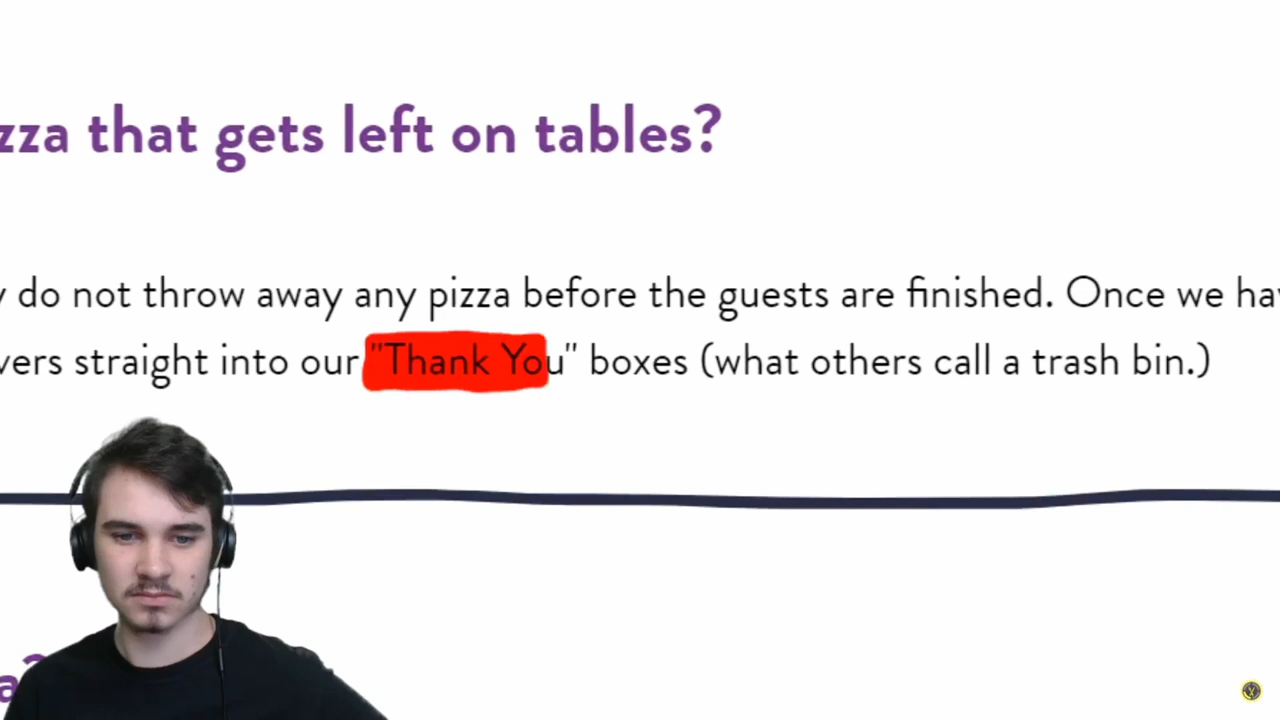 zza that gets left on tables?
y do not throw away any pizza before the guests are finished. Once we hav
vers straight into our "Thank You" boxes (what others call a trash bin.)
a?